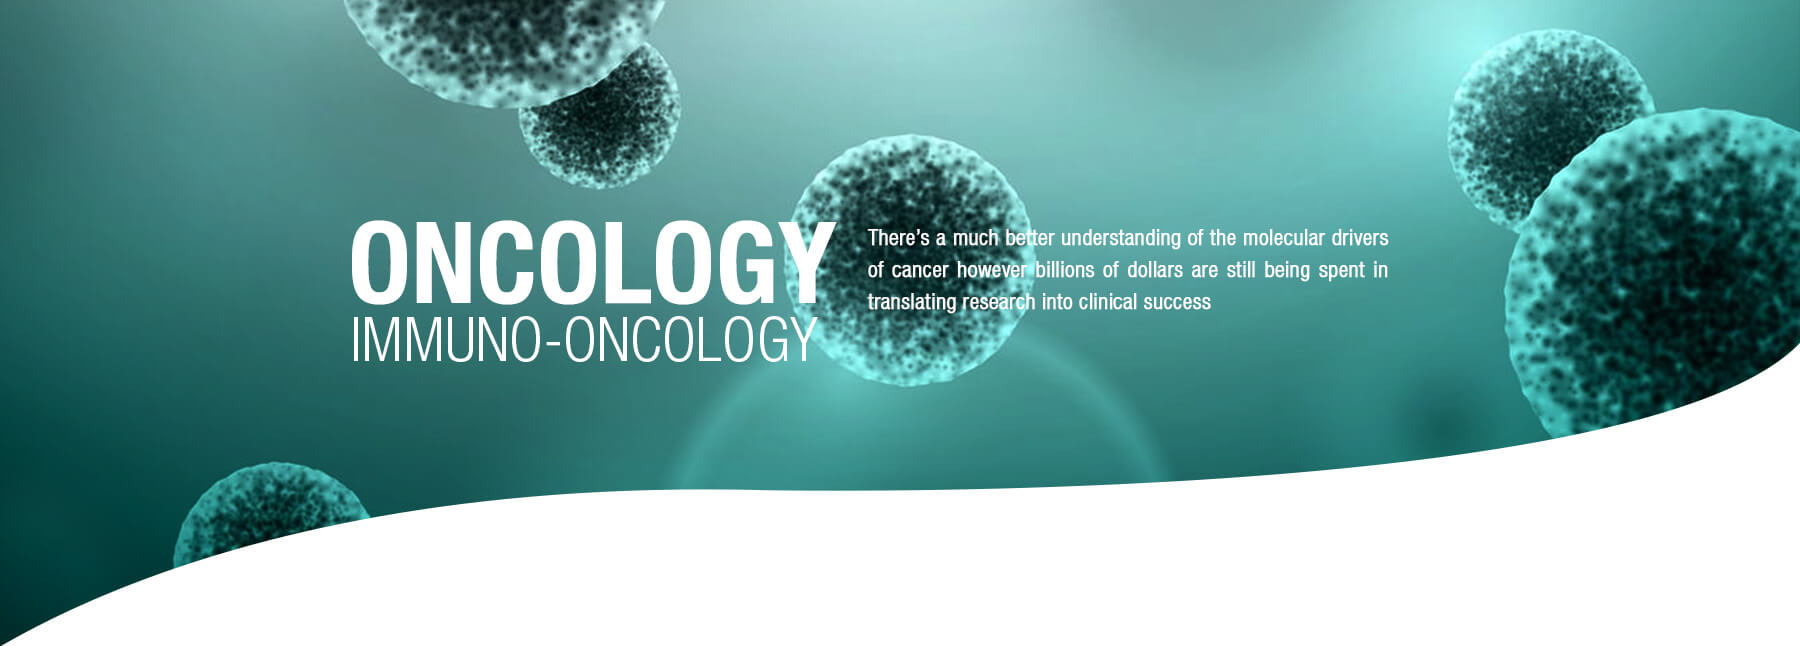 ONCOLOGY
IMMUNO-ONCOLOGY
There's a much better understanding of the molecular drivers
of cancer however billions of dollars are still being spent in
translating research into clinical success